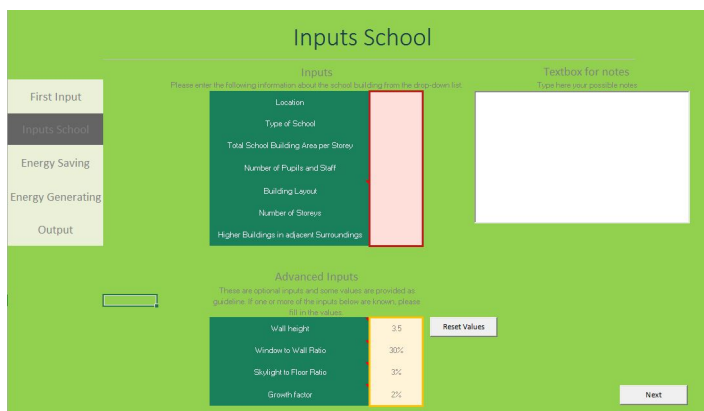 Inputs School
Inputs
Please enter the following information about the school building from the drop-down list
Textbox for notes
Type here your possible notes
First Input
Inputs School
Energy Saving
Energy Generating
Output
Location
Type of School
Total School Building Area per Storey
Number of Pupils and Staff
Building Layout
Number of Storeys
Higher Buildings in adjacent Surroundings
Advanced Inputs
These are optional inputs and some values are provided as
guideline. If one or more of the inputs below are known, please
fill in the values
Wall height 3.5
Reset Values
Window to Wall Ratio 30%
Skylight to Floor Ratio 3%
Growth factor 2%
Next